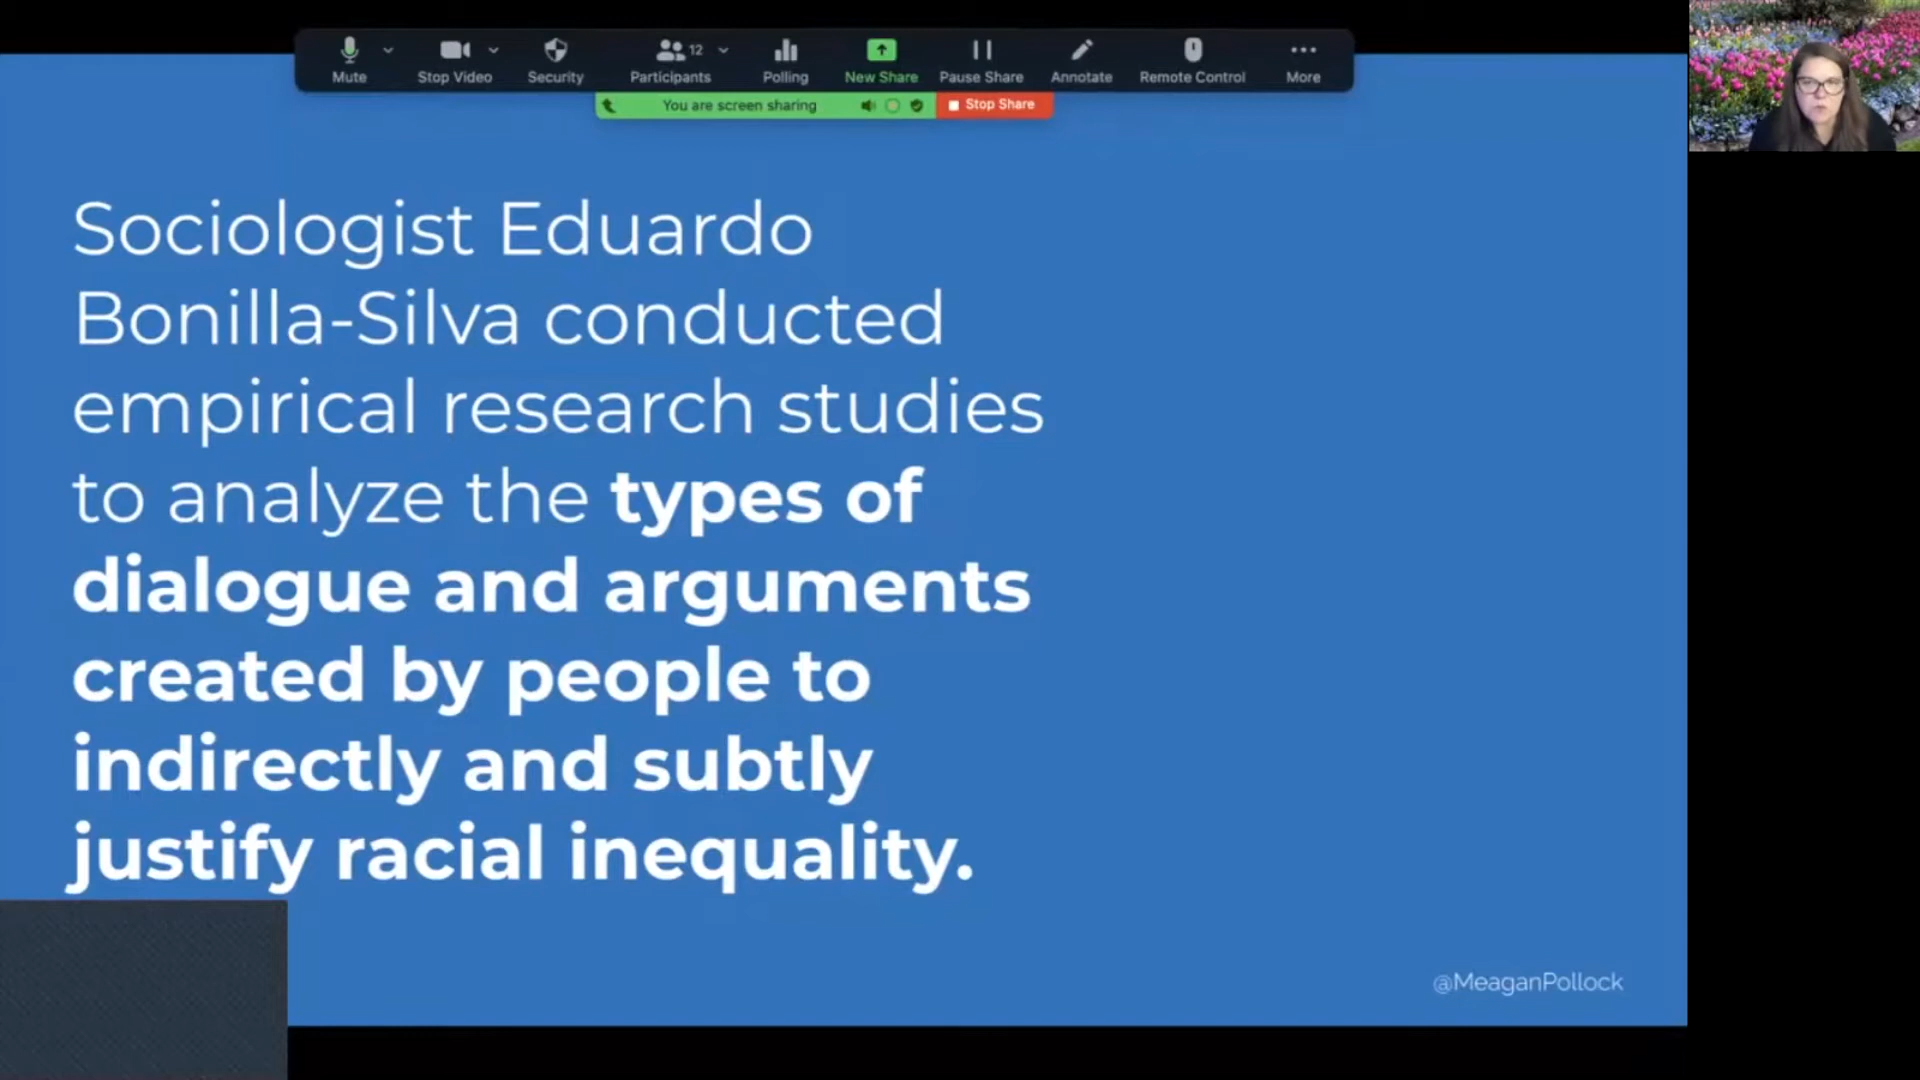 Mute
Stop Video
Security
12
Participants
Polling
New Share
Pause Share
Annotate
Remote Control
More
You are screen sharing
Stop Share
Sociologist Eduardo
Bonilla-Silva conducted
empirical research studies
to analyze the types of
dialogue and arguments
created by people to
indirectly and subtly
justify racial inequality.
@MeaganPollock